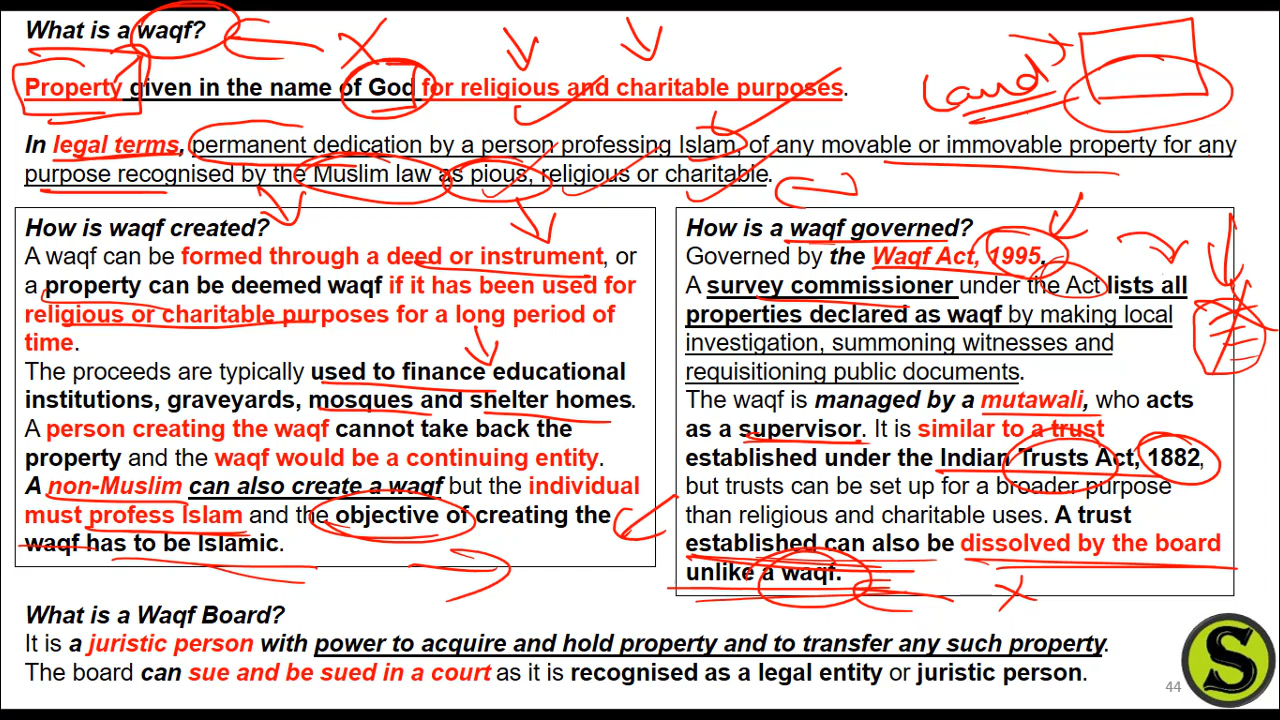 What is a waqf?
Property given in the name of God for religious and charitable purposes.
Land
In legal terms, permanent dedication by a person professing Islam, of any movable or immovable property for any
purpose recognised by the Muslim law as pious, religious or charitable.
How is waqf created?
A waqf can be formed through a deed or instrument, or
a property can be deemed waqf if it has been used for
religious or charitable purposes for a long period of
time.
The proceeds are typically used to finance educational
institutions, graveyards, mosques and shelter homes.
A person creating the waqf cannot take back the
property and the waqf would be a continuing entity.
A non-Muslim can also create a waqf but the individual
must profess Islam and the objective of creating the
waqf has to be Islamic.
How is a waqf governed?
Governed by the Waqf Act, 1995.
A survey commissioner under the Act lists all
properties declared as waqf by making local
investigation, summoning witnesses and
requisitioning public documents.
The waqf is managed by a mutawali, who acts
as a supervisor. It is similar to a trust
established under the Indian Trusts Act, 1882,
but trusts can be set up for a broader purpose
than religious and charitable uses. A trust
established can also be dissolved by the board
unlike a waqf.
What is a Waqf Board?
It is a juristic person with power to acquire and hold property and to transfer any such property.
The board can sue and be sued in a court as it is recognised as a legal entity or juristic person.
44
S